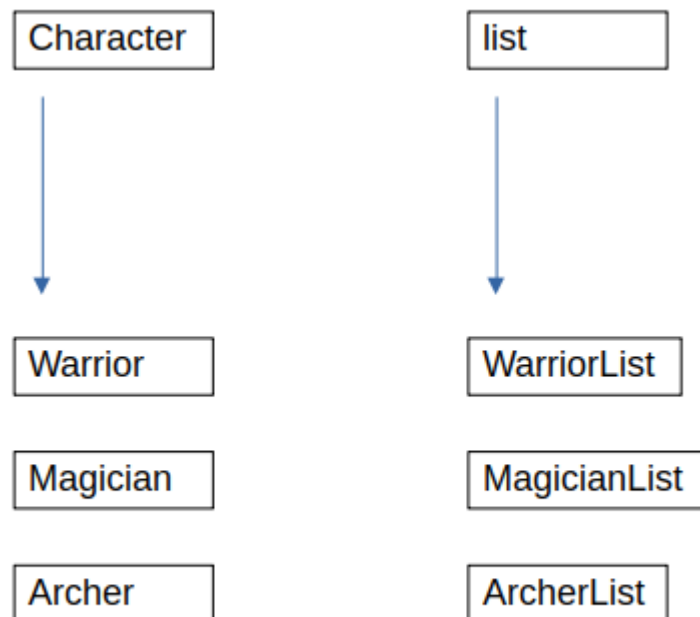 Character
list
Warrior
WarriorList
Magician
MagicianList
Archer
ArcherList